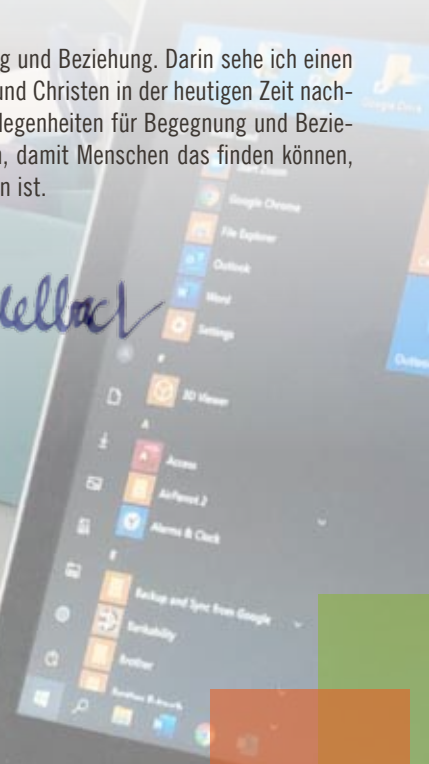 g und Beziehung. Darin sehe ich einen
und Christen in der heutigen Zeit nach-
legenheiten für Begegnung und Bezie-
, damit Menschen das finden können,
n ist.
Google Chrome
File Explorer
Outlook
Word
Settings
#
3D Viewer
A
Access
AirParrot 2
Alarms & Clock
B
Backup and Sync from Google
Bankability
Brother